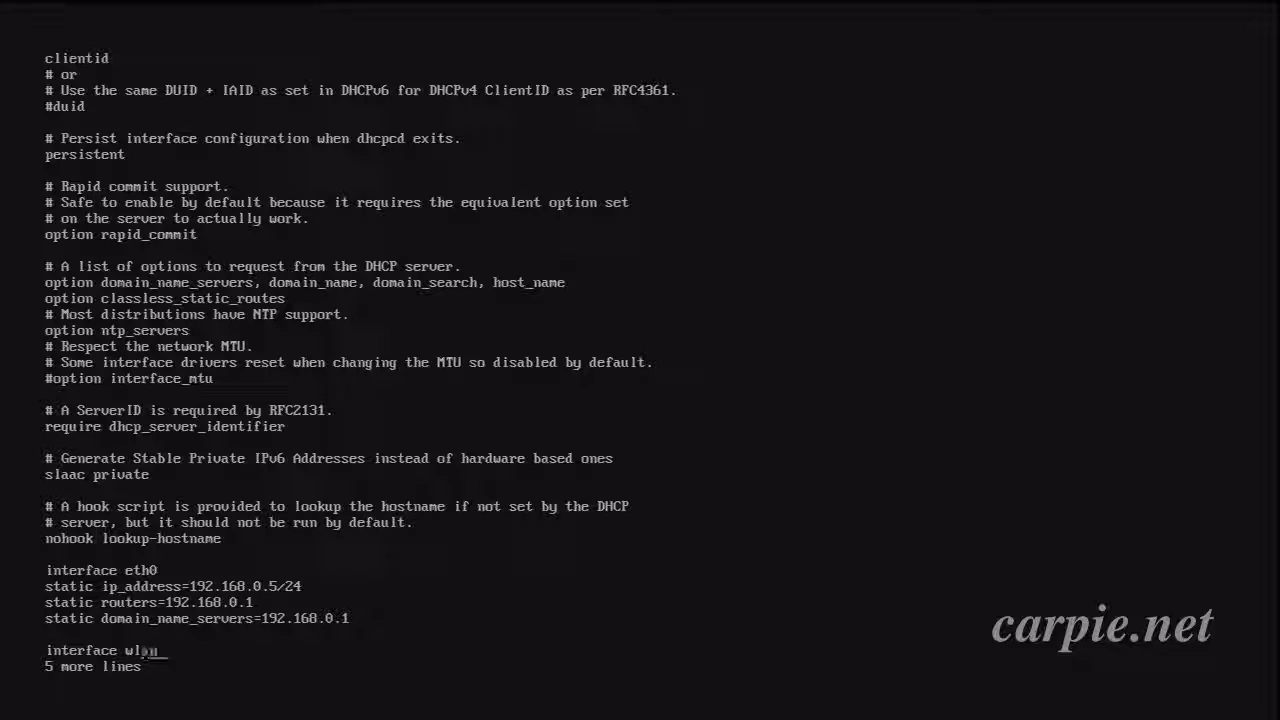 clientid
# or
# Use the same DUID + IAID as set in DHCPv6 for DHCPv4 ClientID as per RFC4361.
#duid
# Persist interface configuration when dhcpcd exits.
persistent
# Rapid commit support.
# Safe to enable by default because it requires the equivalent option set
# on the server to actually work.
option rapid_commit
# A list of options to request from the DHCP server.
option domain_name_servers, domain_name, domain_search, host_name
option classless_static_routes
# Most distributions have NTP support.
option ntp_servers
# Respect the network MTU.
# Some interface drivers reset when changing the MTU so disabled by default.
#option interface_mtu
# A ServerID is required by RFC2131.
require dhcp_server_identifier
# Generate Stable Private IPv6 Addresses instead of hardware based ones
slaac private
# A hook script is provided to lookup the hostname if not set by the DHCP
# server, but it should not be run by default.
nohook lookup-hostname
interface eth0
static ip_address=192.168.0.5/24
static routers=192.168.0.1
static domain_name_servers=192.168.0.1
interface
5 more lines
carpie.net